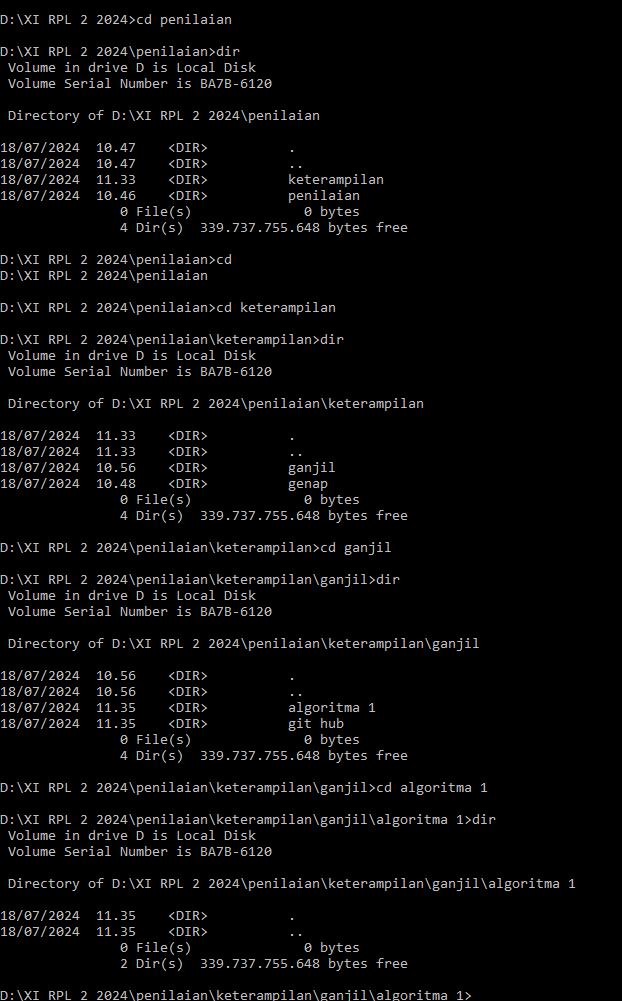 D:\XI RPL 2 2024>cd penilaian
D:\XI RPL 2 2024\penilaian>dir
Volume in drive D is Local Disk
Volume Serial Number is BA7B-6120
Directory of D:\XI RPL 2 2024\penilaian
18/07/2024  10.47    <DIR>          .
18/07/2024  10.47    <DIR>          ..
18/07/2024  11.33    <DIR>          keterampilan
18/07/2024  10.46    <DIR>          penilaian
0 File(s)              0 bytes
4 Dir(s)  339.737.755.648 bytes free
D:\XI RPL 2 2024\penilaian>cd
D:\XI RPL 2 2024\penilaian
D:\XI RPL 2 2024\penilaian>cd keterampilan
D:\XI RPL 2 2024\penilaian\keterampilan>dir
Volume in drive D is Local Disk
Volume Serial Number is BA7B-6120
Directory of D:\XI RPL 2 2024\penilaian\keterampilan
18/07/2024  11.33    <DIR>          .
18/07/2024  11.33    <DIR>          ..
18/07/2024  10.56    <DIR>          ganjil
18/07/2024  10.48    <DIR>          genap
0 File(s)              0 bytes
4 Dir(s)  339.737.755.648 bytes free
D:\XI RPL 2 2024\penilaian\keterampilan>cd ganjil
D:\XI RPL 2 2024\penilaian\keterampilan\ganjil>dir
Volume in drive D is Local Disk
Volume Serial Number is BA7B-6120
Directory of D:\XI RPL 2 2024\penilaian\keterampilan\ganjil
18/07/2024  10.56    <DIR>          .
18/07/2024  10.56    <DIR>          ..
18/07/2024  11.35    <DIR>          algoritma 1
18/07/2024  11.35    <DIR>          git hub
0 File(s)              0 bytes
4 Dir(s)  339.737.755.648 bytes free
D:\XI RPL 2 2024\penilaian\keterampilan\ganjil>cd algoritma 1
D:\XI RPL 2 2024\penilaian\keterampilan\ganjil\algoritma 1>dir
Volume in drive D is Local Disk
Volume Serial Number is BA7B-6120
Directory of D:\XI RPL 2 2024\penilaian\keterampilan\ganjil\algoritma 1
18/07/2024  11.35    <DIR>          .
18/07/2024  11.35    <DIR>          ..
0 File(s)              0 bytes
2 Dir(s)  339.737.755.648 bytes free
D:\XI RPL 2 2024\penilaian\keterampilan\ganjil\algoritma 1>